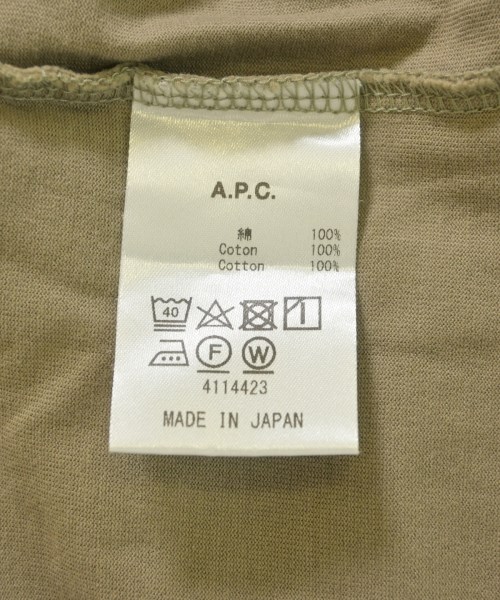 A.P.C.
綿 100%
Coton 100%
Cotton 100%
40
F W
4114423
MADE IN JAPAN